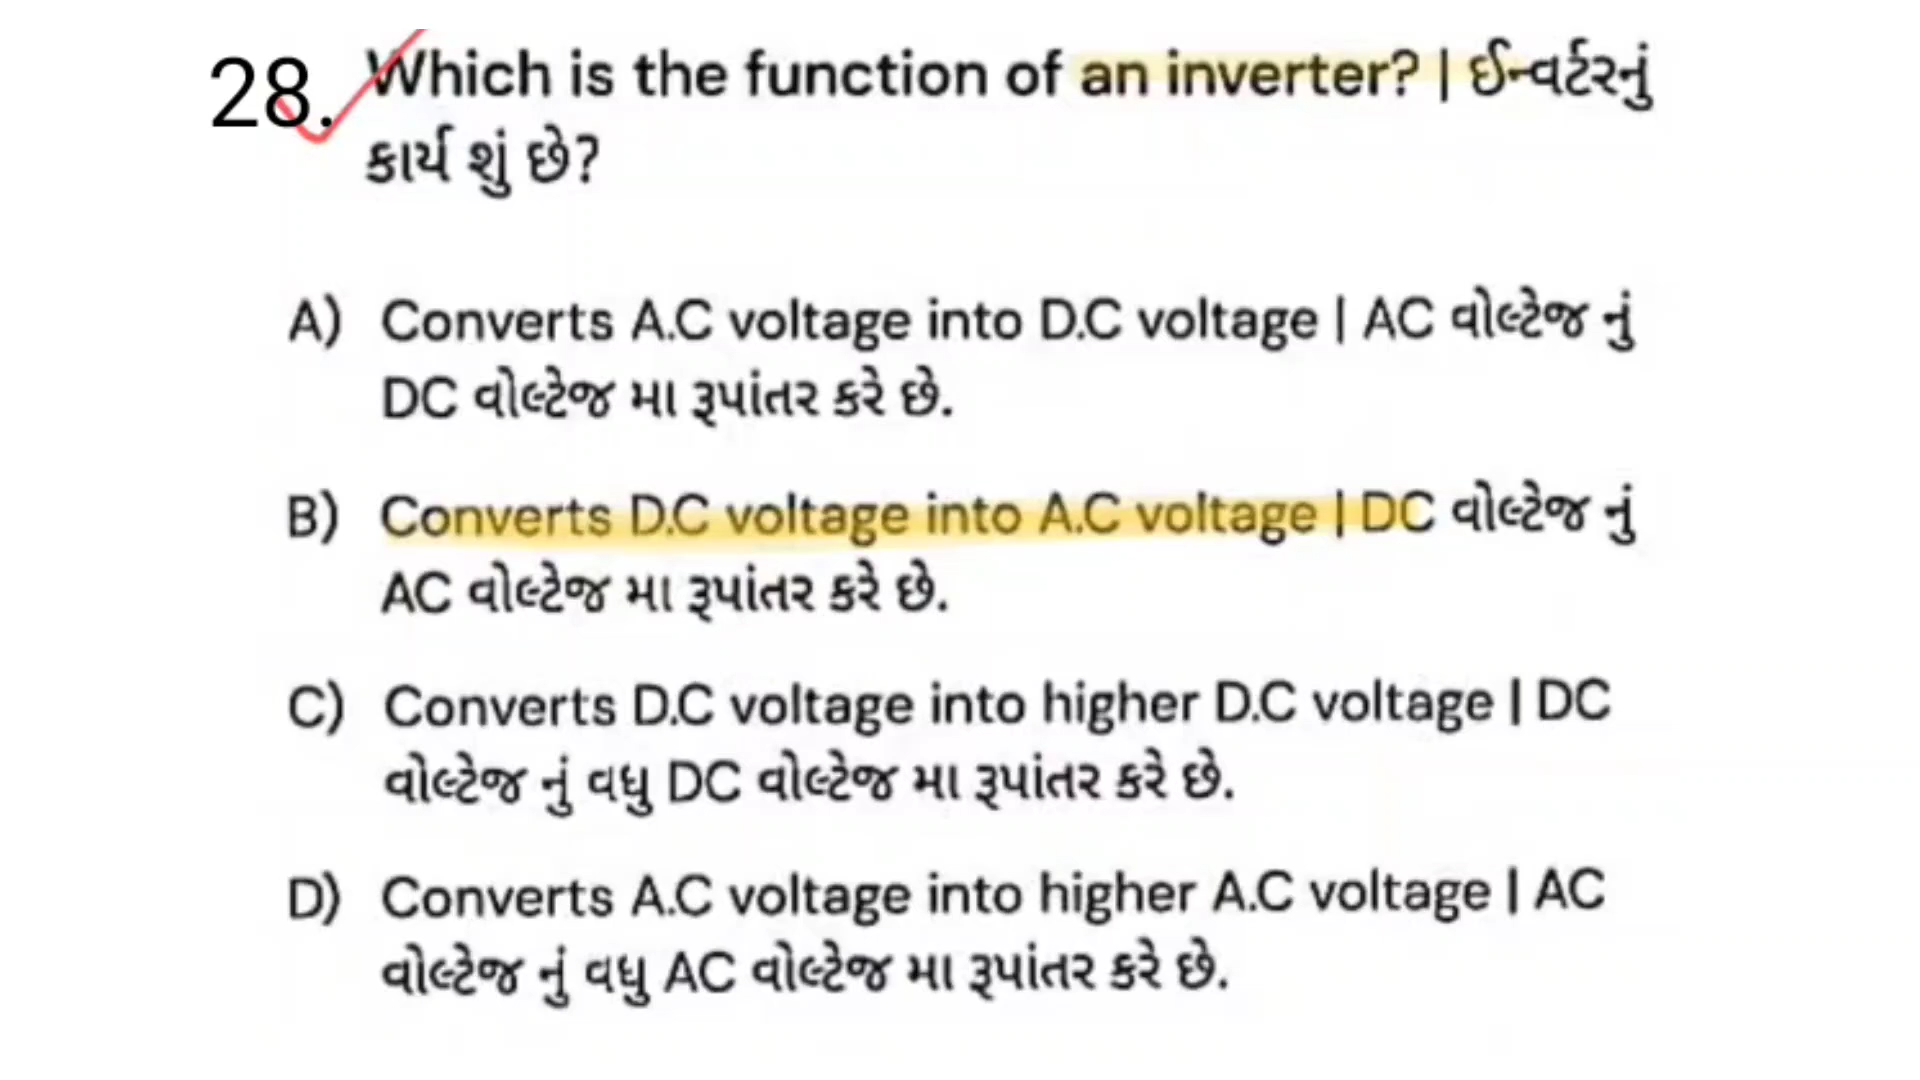 28. Which is the function of an inverter? | ઈન્વર્ટરનું
કાર્ય શું છે?
A) Converts A.C voltage into D.C voltage | AC વોલ્ટેજ નું
DC વોલ્ટેજ મા રૂપાંતર કરે છે.
B) Converts D.C voltage into A.C voltage | DC વોલ્ટેજ નું
AC વોલ્ટેજ મા રૂપાંતર કરે છે.
C) Converts D.C voltage into higher D.C voltage | DC
વોલ્ટેજ નું વધુ DC વોલ્ટેજ મા રૂપાંતર કરે છે.
D) Converts A.C voltage into higher A.C voltage | AC
વોલ્ટેજ નું વધુ AC વોલ્ટેજ મા રૂપાંતર કરે છે.